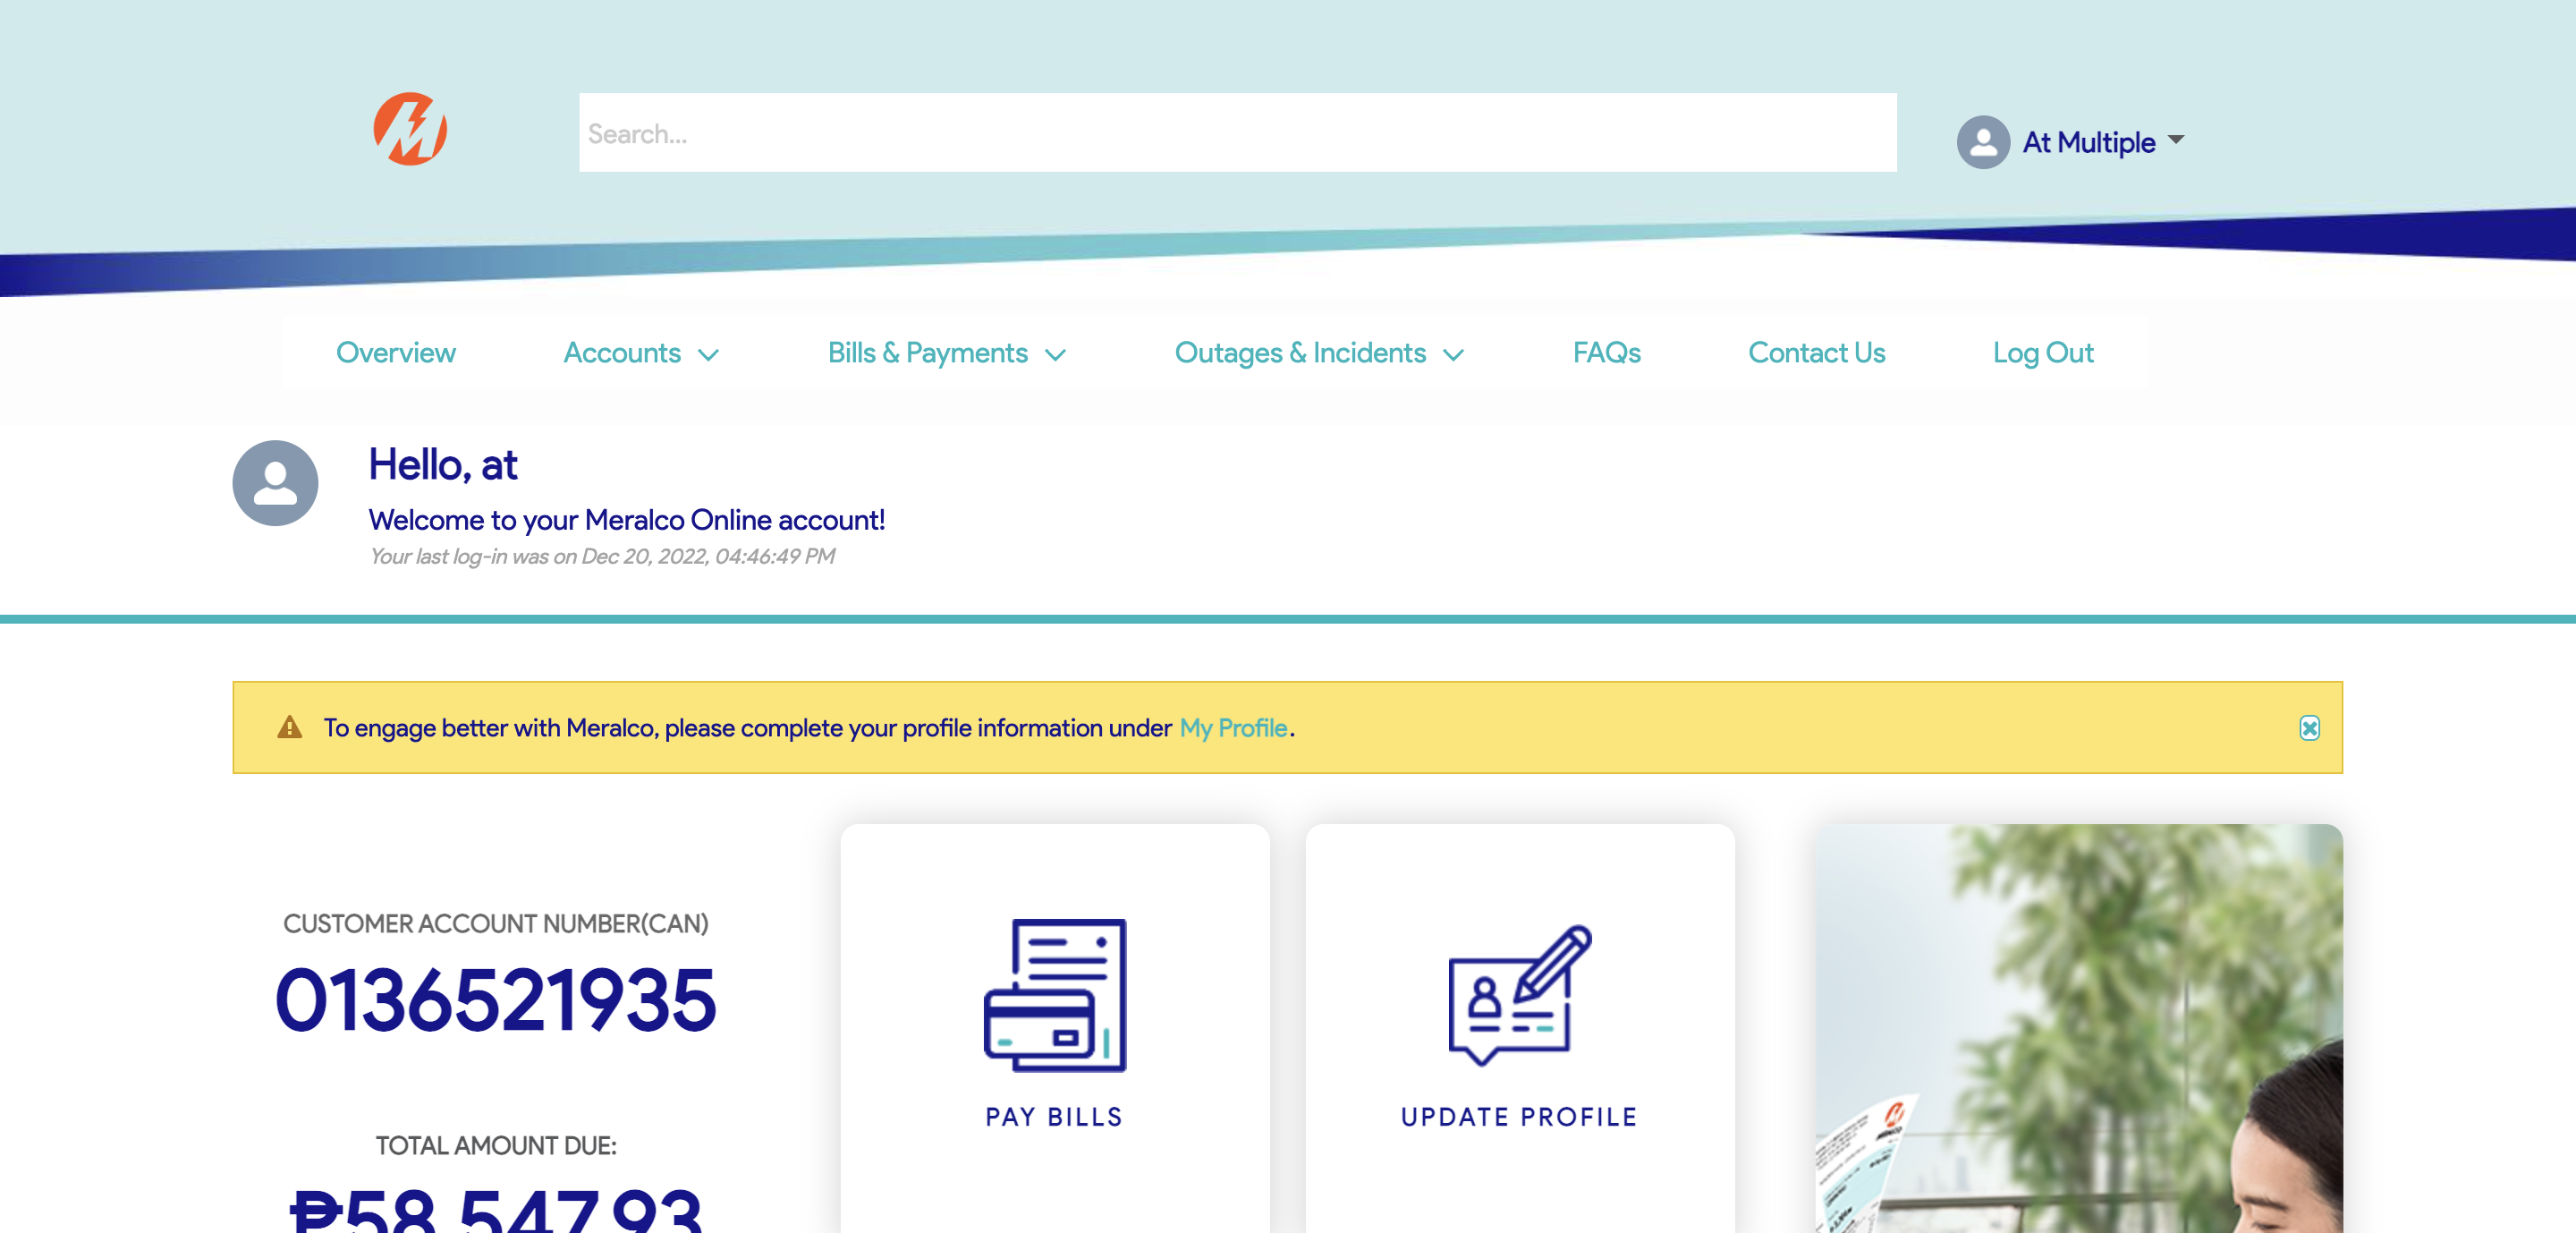 Search...
At Multiple
Overview
Accounts
Bills & Payments
Outages & Incidents
FAQs
Contact Us
Log Out
Hello, at
Welcome to your Meralco Online account!
Your last log-in was on Dec 20, 2022, 04:46:49 PM
To engage better with Meralco, please complete your profile information under My Profile.
CUSTOMER ACCOUNT NUMBER(CAN)
0136521935
TOTAL AMOUNT DUE:
₱58,547.93
PAY BILLS
UPDATE PROFILE
MERALCO